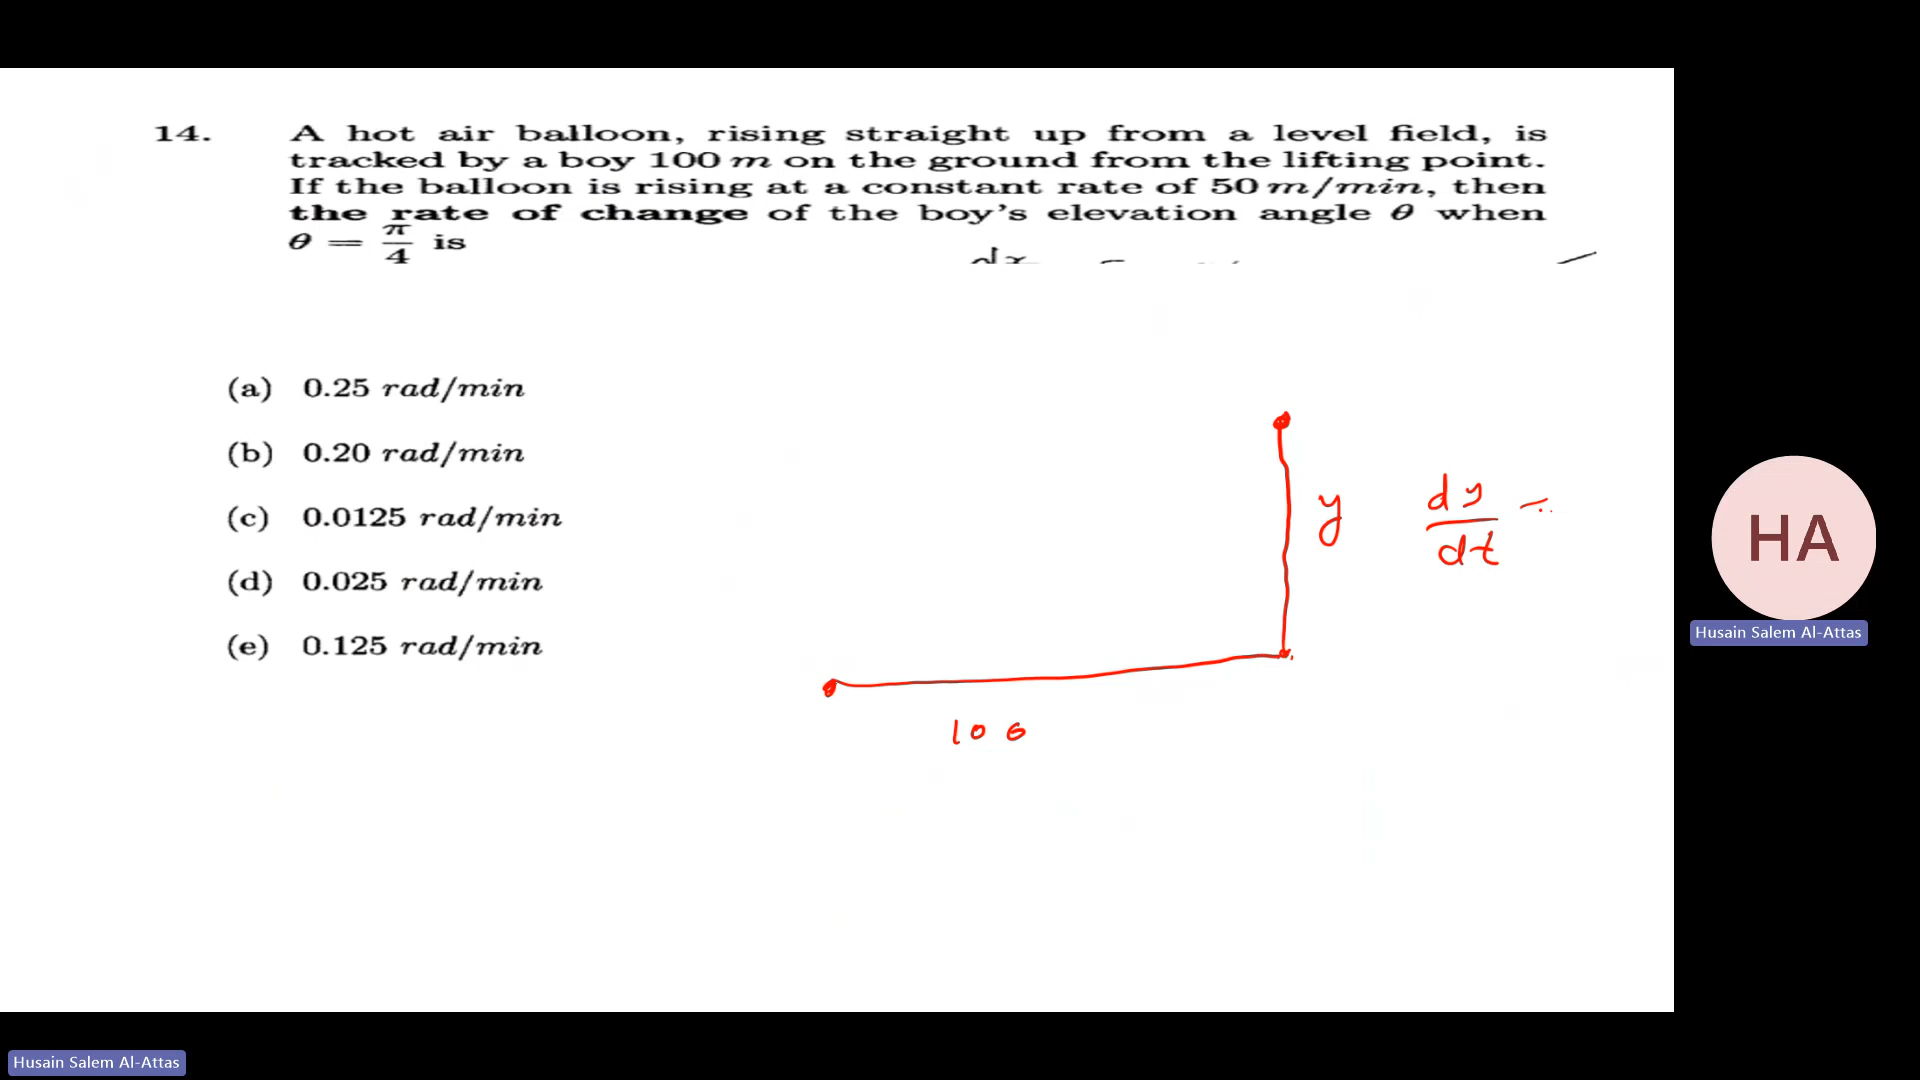 14. A hot air balloon, rising straight up from a level field, is
tracked by a boy 100 m on the ground from the lifting point.
If the balloon is rising at a constant rate of 50 m/min, then
the rate of change of the boy's elevation angle θ when
θ = π/4 is
(a) 0.25 rad/min
(b) 0.20 rad/min
(c) 0.0125 rad/min
(d) 0.025 rad/min
(e) 0.125 rad/min
y dy/dt =
100
HA
Husain Salem Al-Attas
Husain Salem Al-Attas